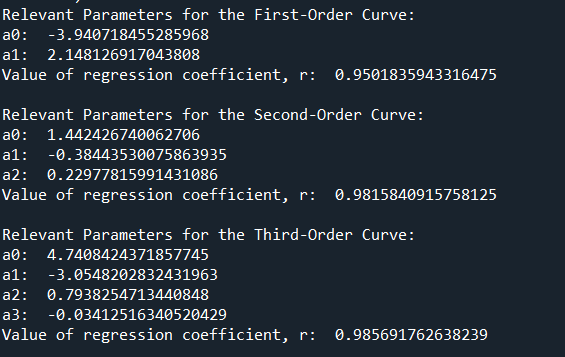 Relevant Parameters for the First-Order Curve:
a0:  -3.940718455285968
a1:  2.148126917043808
Value of regression coefficient, r:  0.9501835943316475
Relevant Parameters for the Second-Order Curve:
a0:  1.442426740062706
a1:  -0.38443530075863935
a2:  0.22977815991431086
Value of regression coefficient, r:  0.9815840915758125
Relevant Parameters for the Third-Order Curve:
a0:  4.7408424371857745
a1:  -3.0548202832431963
a2:  0.7938254713440848
a3:  -0.03412516340520429
Value of regression coefficient, r:  0.985691762638239